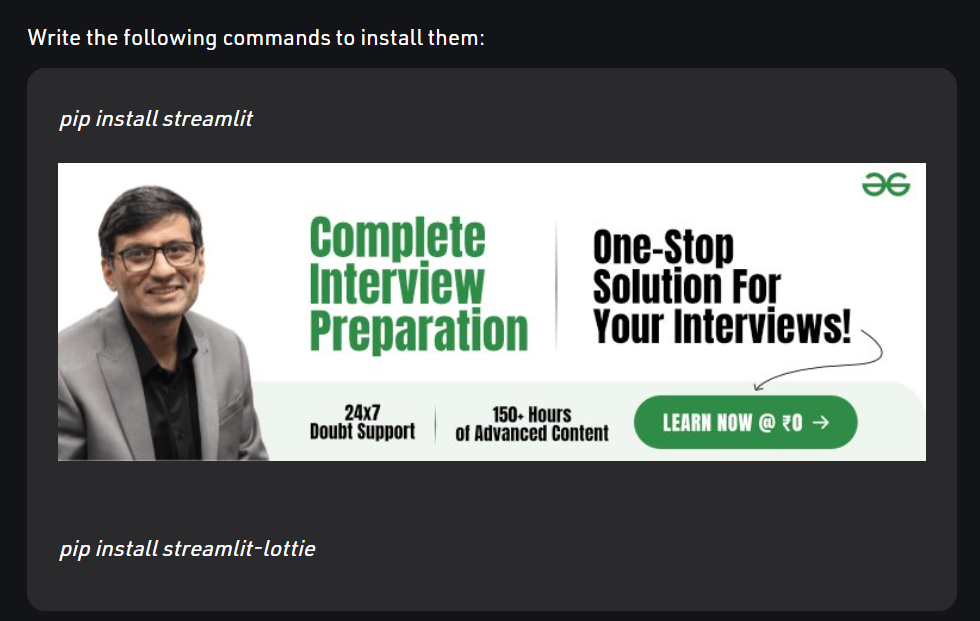 Write the following commands to install them:
pip install streamlit
Complete
Interview
Preparation
One-Stop
Solution For
Your Interviews!
24x7
Doubt Support
150+ Hours
of Advanced Content
LEARN NOW @ ₹0 →
pip install streamlit-lottie